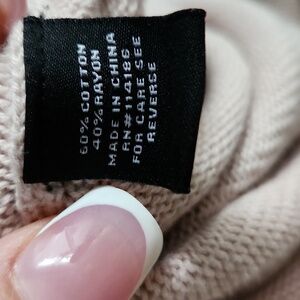 60% COTTON
40% RAYON
MADE IN CHINA
RN#114186
FOR CARE SEE
REVERSE